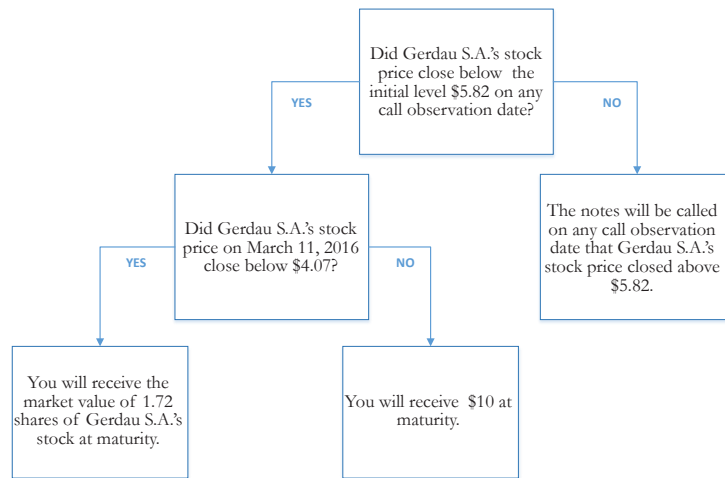 Did Gerdau S.A.'s stock
price close below the
initial level $5.82 on any
call observation date?
YES
NO
Did Gerdau S.A.'s stock
price on March 11, 2016
close below $4.07?
The notes will be called
on any call observation
date that Gerdau S.A.'s
stock price closed above
$5.82.
YES
NO
You will receive the
market value of 1.72
shares of Gerdau S.A.'s
stock at maturity.
You will receive $10 at
maturity.